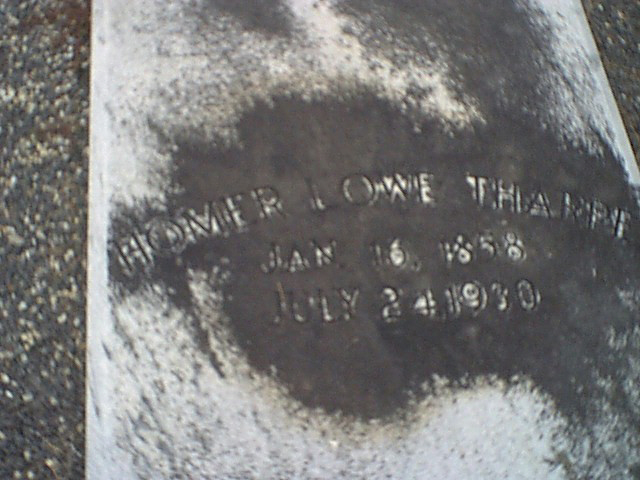 HOMER LOWE THARPE
JAN. 16, 1858
JULY 24, 1930